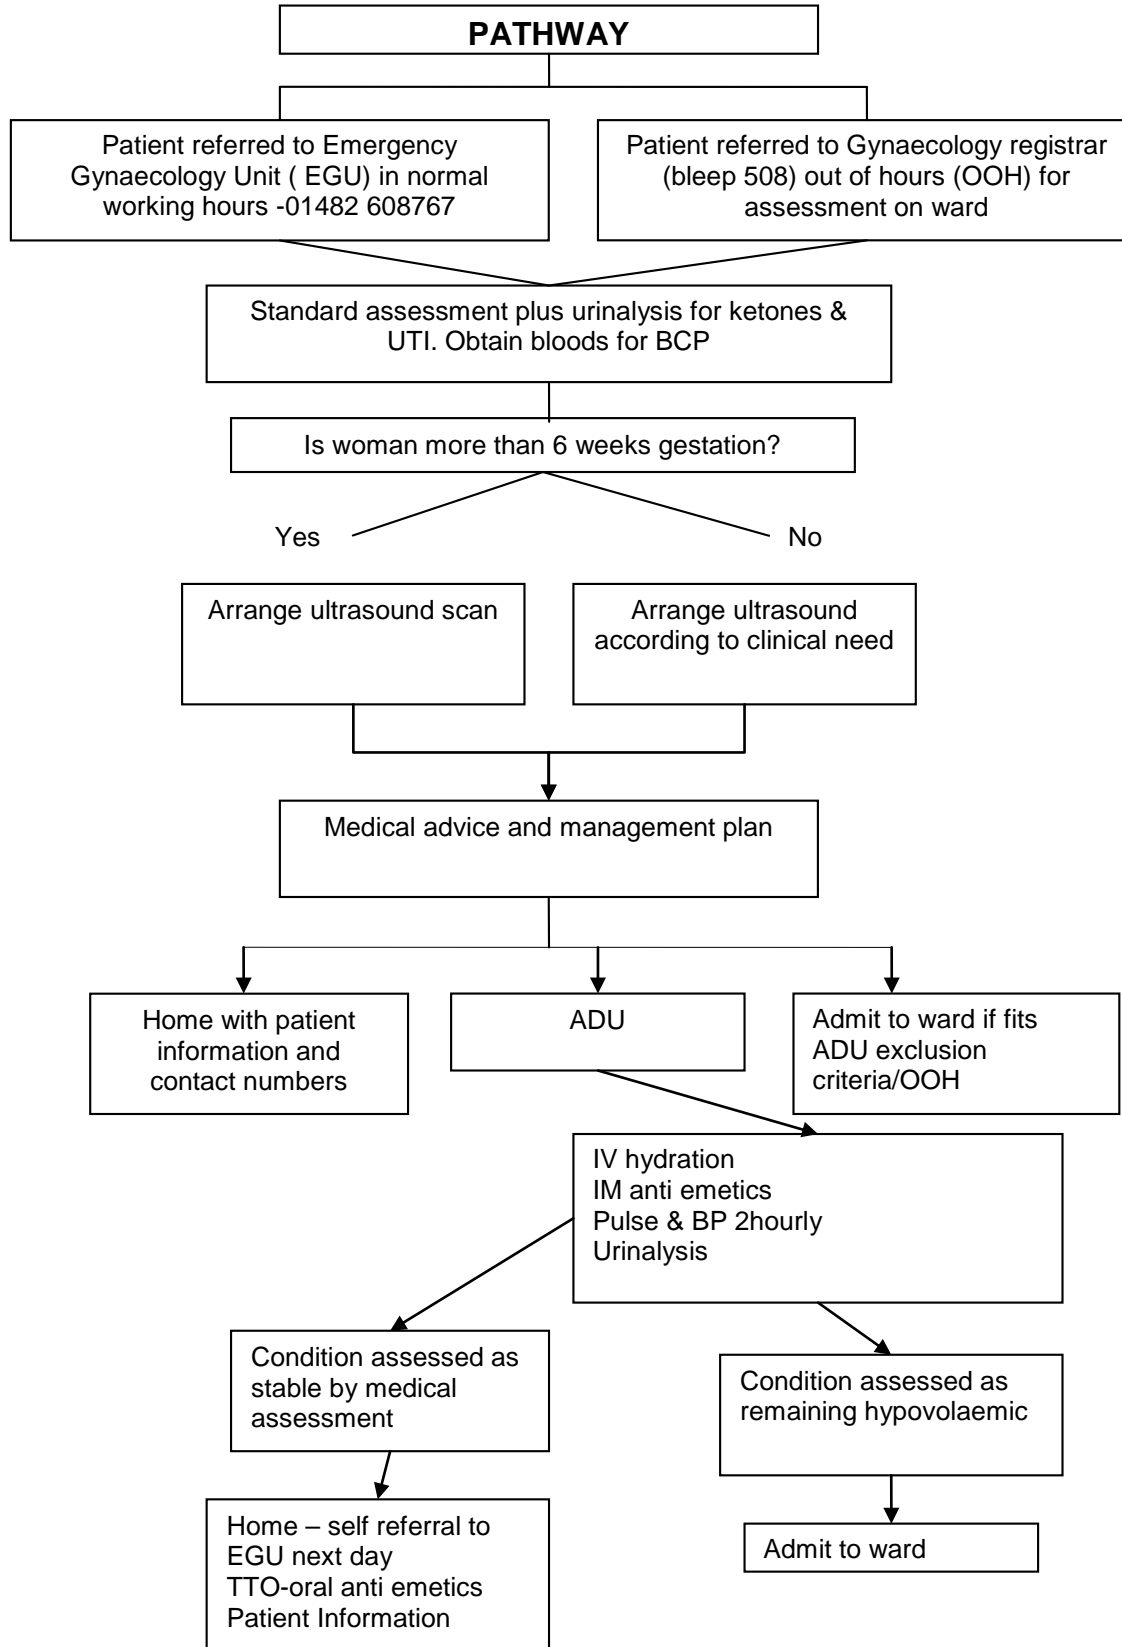 PATHWAY
Patient referred to Emergency
Gynaecology Unit ( EGU) in normal
working hours -01482 608767
Patient referred to Gynaecology registrar
(bleep 508) out of hours (OOH) for
assessment on ward
Standard assessment plus urinalysis for ketones &
UTI. Obtain bloods for BCP
Is woman more than 6 weeks gestation?
Yes
No
Arrange ultrasound scan
Arrange ultrasound
according to clinical need
Medical advice and management plan
Home with patient
information and
contact numbers
ADU
Admit to ward if fits
ADU exclusion
criteria/OOH
IV hydration
IM anti emetics
Pulse & BP 2hourly
Urinalysis
Condition assessed as
stable by medical
assessment
Condition assessed as
remaining hypovolaemic
Home – self referral to
EGU next day
TTO-oral anti emetics
Patient Information
Admit to ward